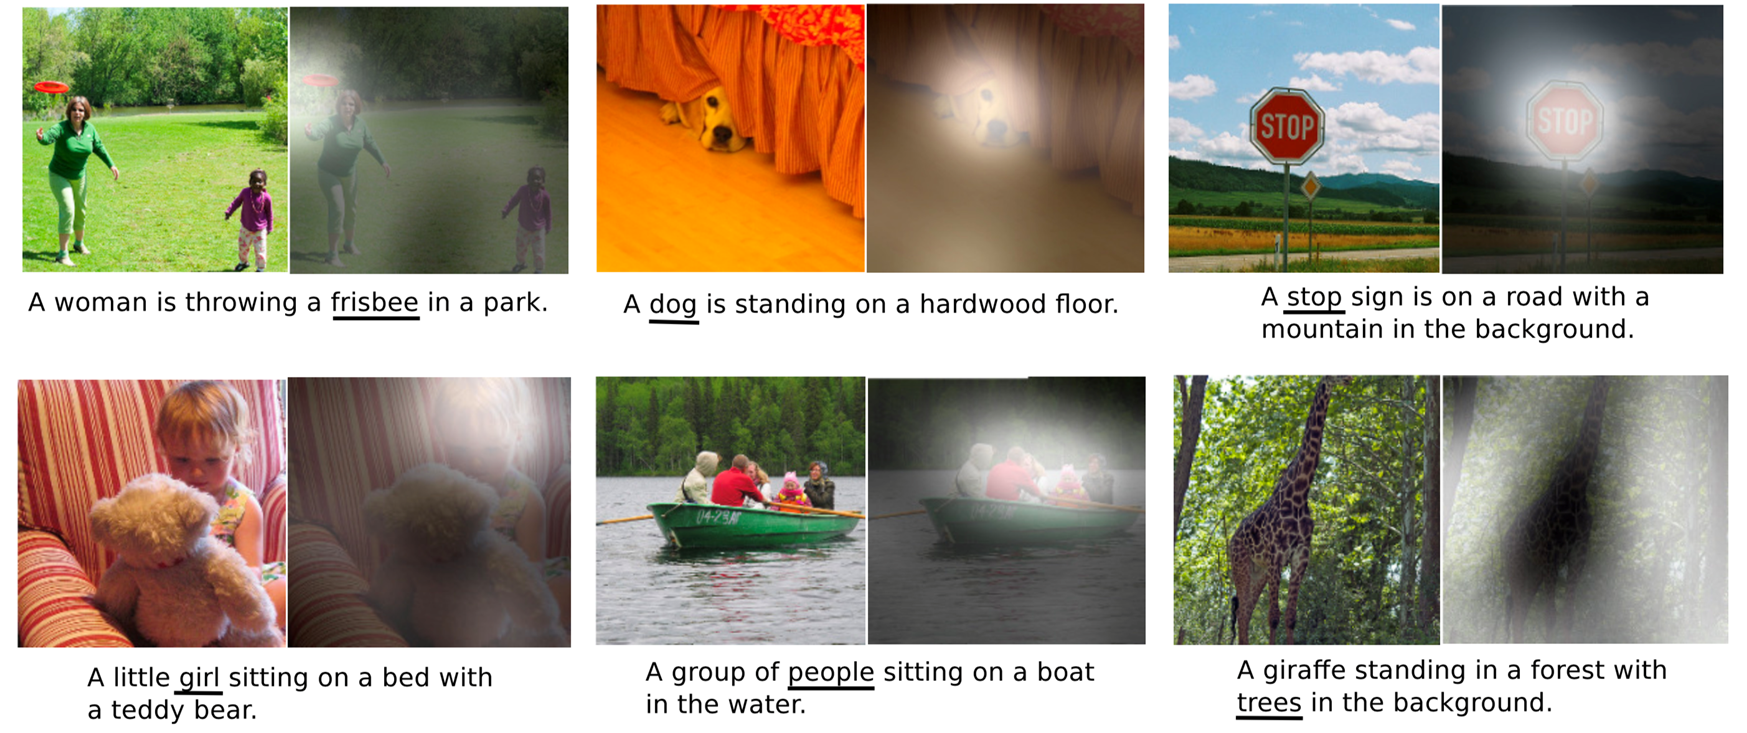 STOP
STOP
A woman is throwing a frisbee in a park.
A dog is standing on a hardwood floor.
A stop sign is on a road with a
mountain in the background.
A little girl sitting on a bed with
a teddy bear.
A group of people sitting on a boat
in the water.
A giraffe standing in a forest with
trees in the background.